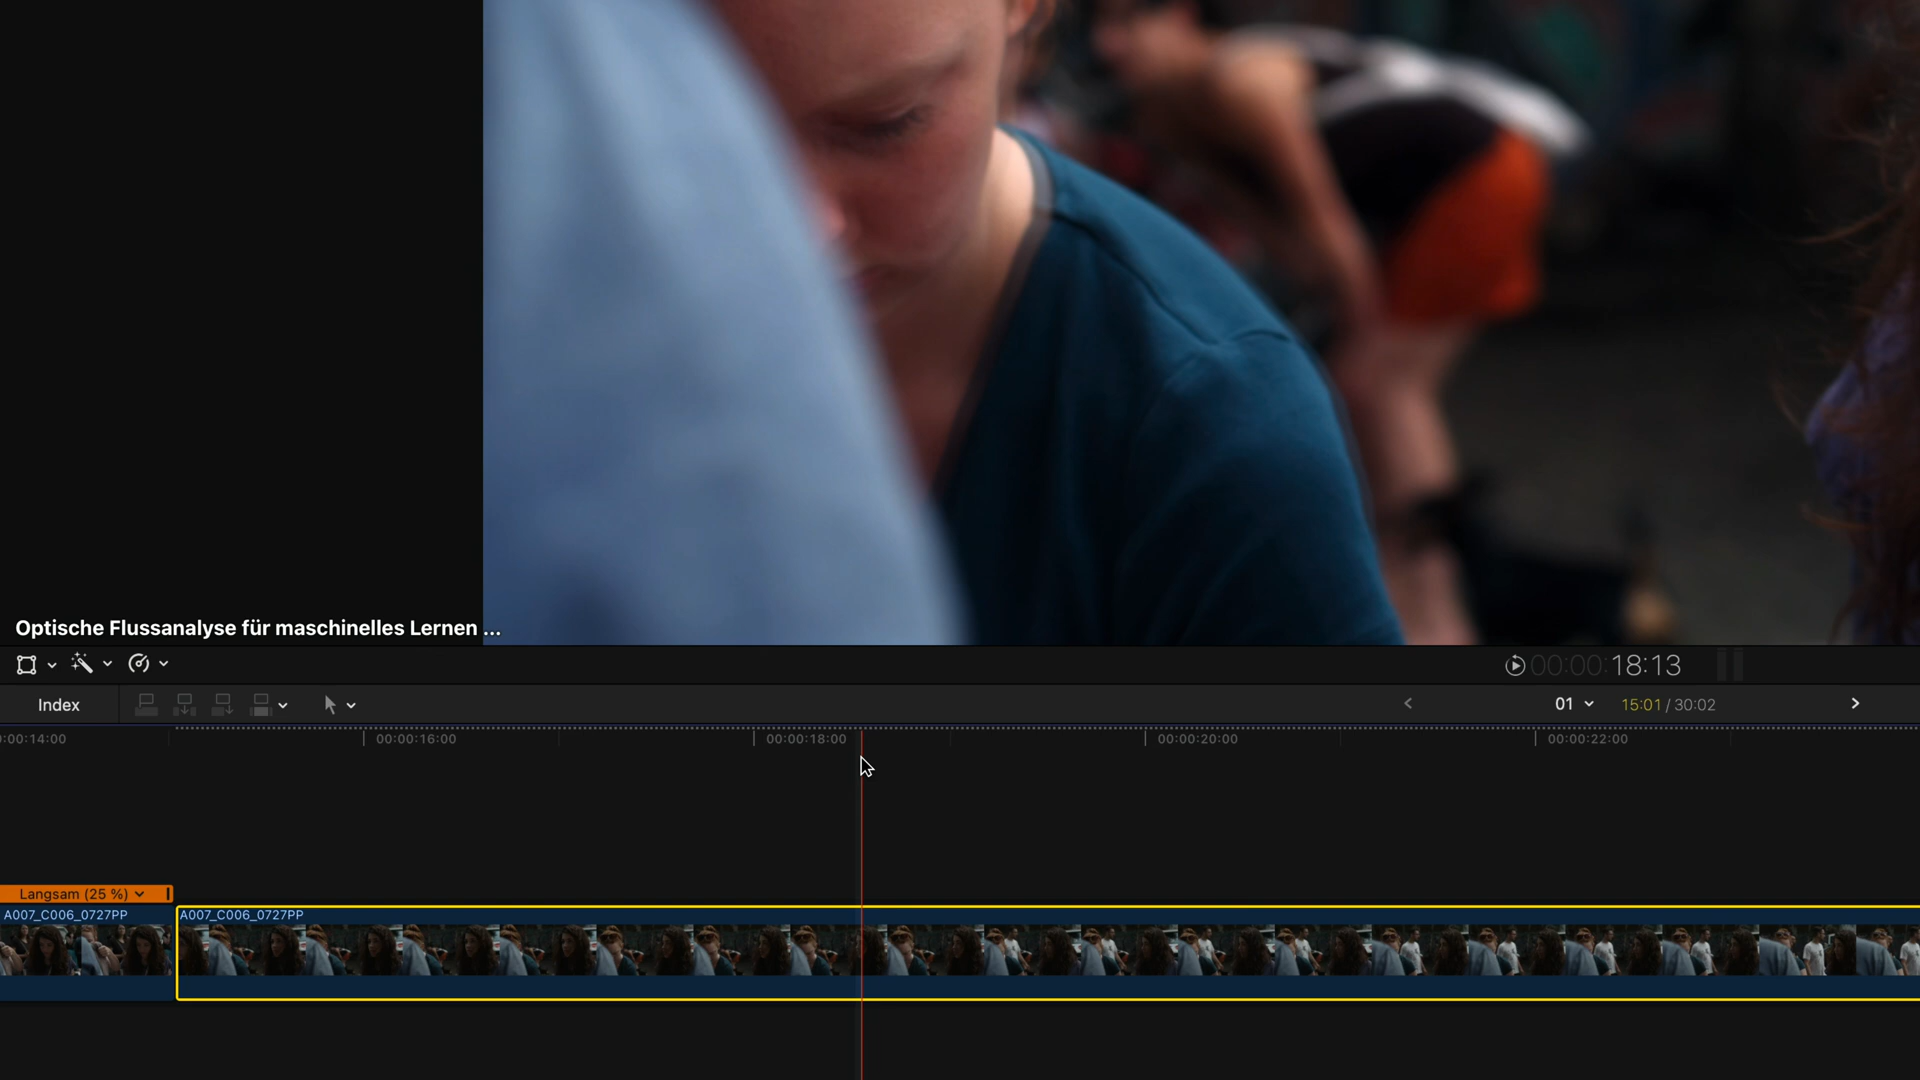 Optische Flussanalyse für maschinelles Lernen ...
00:00:18:13
Index
01
15:01 / 30:02
:00:14:00
00:00:16:00
00:00:18:00
00:00:20:00
00:00:22:00
Langsam (25 %)
A007_C006_0727PP
A007_C006_0727PP